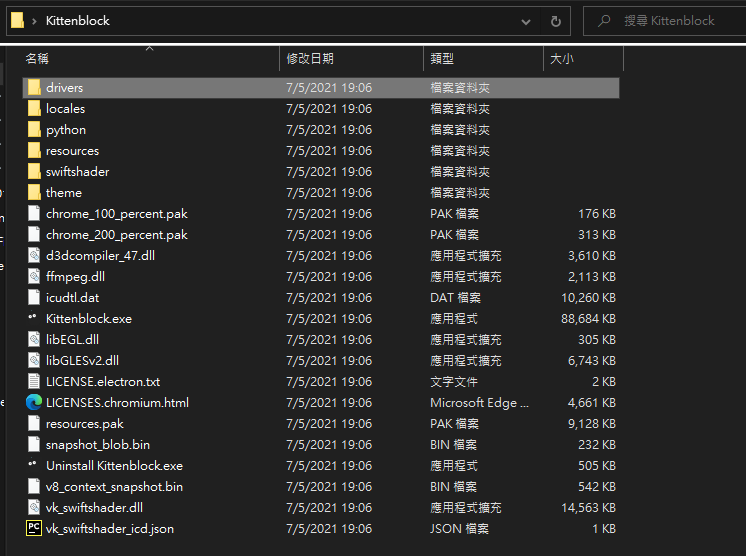 Kittenblock
搜尋 Kittenblock
名稱 修改日期 類型 大小
drivers 7/5/2021 19:06 檔案資料夾
locales 7/5/2021 19:06 檔案資料夾
python 7/5/2021 19:06 檔案資料夾
resources 7/5/2021 19:06 檔案資料夾
swiftshader 7/5/2021 19:06 檔案資料夾
theme 7/5/2021 19:06 檔案資料夾
chrome_100_percent.pak 7/5/2021 19:06 PAK 檔案 176 KB
chrome_200_percent.pak 7/5/2021 19:06 PAK 檔案 313 KB
d3dcompiler_47.dll 7/5/2021 19:06 應用程式擴充 3,610 KB
ffmpeg.dll 7/5/2021 19:06 應用程式擴充 2,113 KB
icudtl.dat 7/5/2021 19:06 DAT 檔案 10,260 KB
Kittenblock.exe 7/5/2021 19:06 應用程式 88,684 KB
libEGL.dll 7/5/2021 19:06 應用程式擴充 305 KB
libGLESv2.dll 7/5/2021 19:06 應用程式擴充 6,743 KB
LICENSE.electron.txt 7/5/2021 19:06 文字文件 2 KB
LICENSES.chromium.html 7/5/2021 19:06 Microsoft Edge ... 4,661 KB
resources.pak 7/5/2021 19:06 PAK 檔案 9,128 KB
snapshot_blob.bin 7/5/2021 19:06 BIN 檔案 232 KB
Uninstall Kittenblock.exe 7/5/2021 19:06 應用程式 505 KB
v8_context_snapshot.bin 7/5/2021 19:06 BIN 檔案 542 KB
vk_swiftshader.dll 7/5/2021 19:06 應用程式擴充 14,563 KB
vk_swiftshader_icd.json 7/5/2021 19:06 JSON 檔案 1 KB